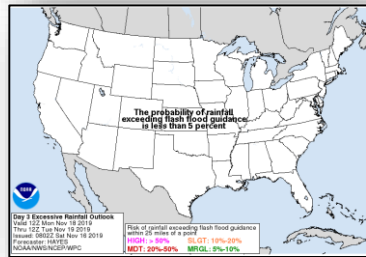 The probability of rainfall
exceeding flash flood guidance
is less than 5 percent
Day 3 Excessive Rainfall Outlook
Valid 12Z Mon Nov 18 2019
Thru 12Z Tue Nov 19 2019
Issued: 0802Z Sat Nov 16 2019
Forecaster: HAYES
NOAA/NWS/NCEP/WPC
Risk of rainfall exceeding flash flood guidance
within 25 miles of a point
HIGH: > 50% SLGT: 10%-20%
MDT: 20%-50% MRGL: 5%-10%